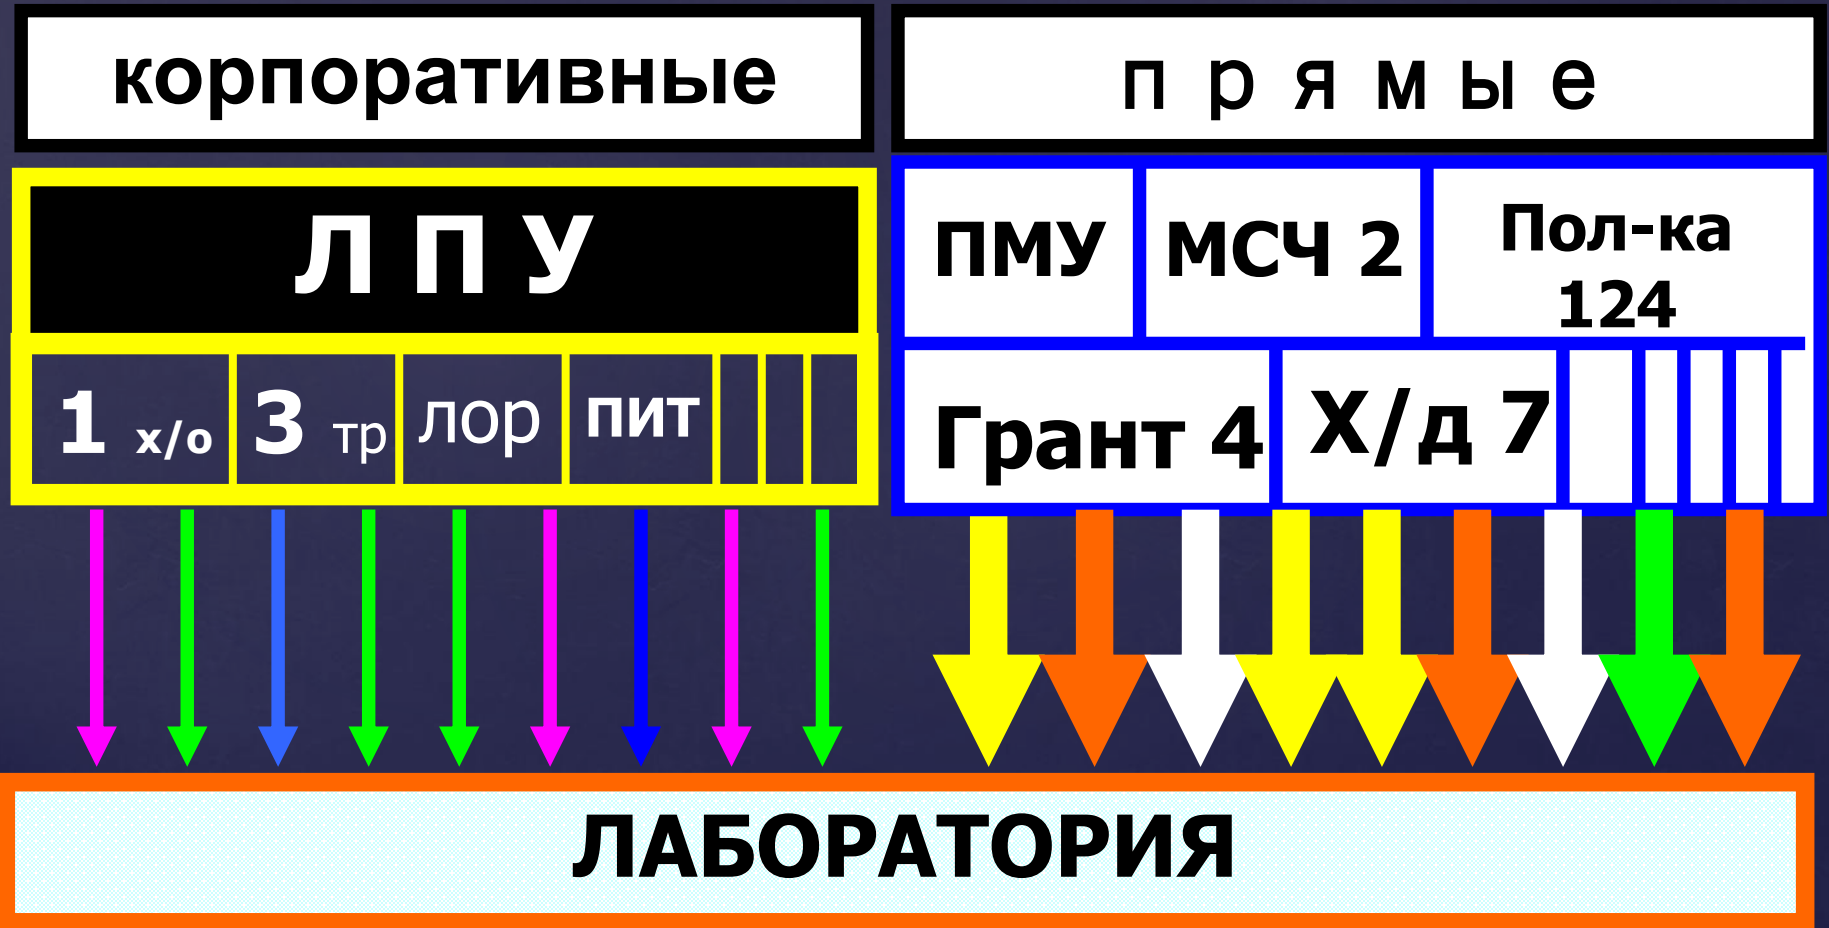 корпоративные
п р я м ы е
Л П У
ПМУ
МСЧ 2
Пол-ка
124
1 х/о
3 тр
лор
пит
Грант 4
Х/д 7
ЛАБОРАТОРИЯ